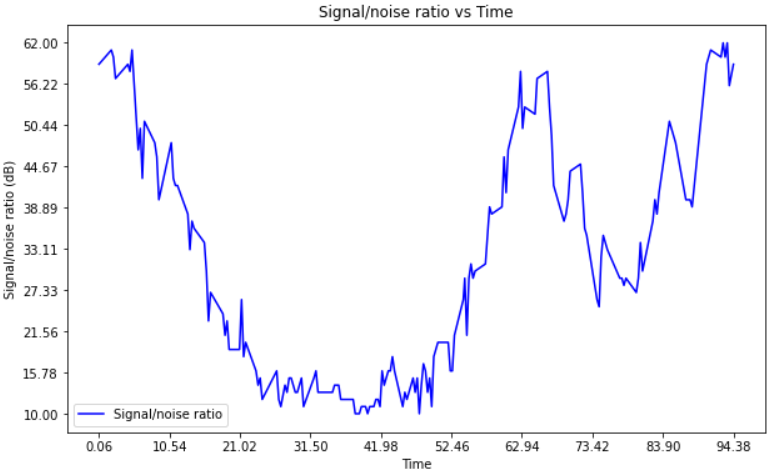 Signal/noise ratio vs Time
Signal/noise ratio (dB)
62.00
56.22
50.44
44.67
38.89
33.11
27.33
21.56
15.78
10.00
Signal/noise ratio
0.06 10.54 21.02 31.50 41.98 52.46 62.94 73.42 83.90 94.38
Time